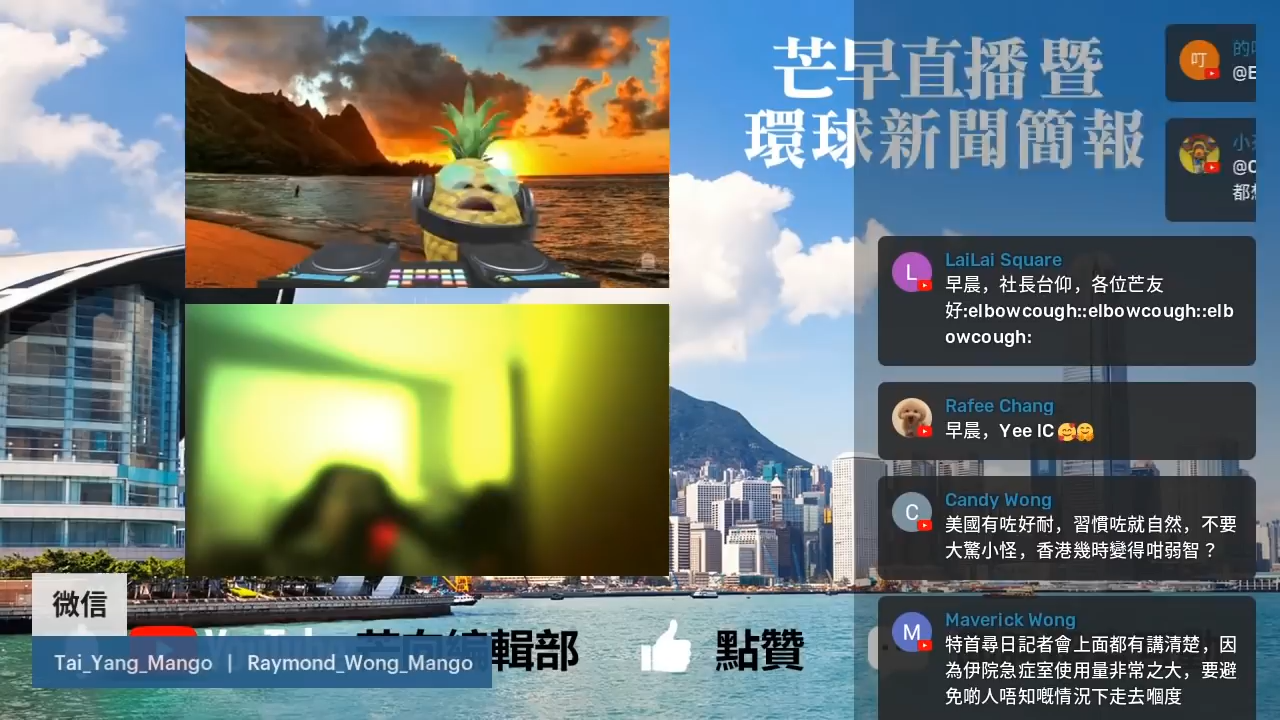 芒早直播 暨
環球新聞簡報
叮
@E
@C
L
LaiLai Square
早晨，社長台仰，各位芒友
好:elbowcough::elbowcough::elb
owcough:
Rafee Chang
早晨，Yee IC
C
Candy Wong
美國有咗好耐，習慣咗就自然，不要
大驚小怪，香港幾時變得咁弱智？
M
Maverick Wong
特首尋日記者會上面都有講清楚，因
為伊院急症室使用量非常之大，要避
免啲人唔知嘅情況下走去嗰度
微信
Tai_Yang_Mango | Raymond_Wong_Mango
輯部
點贊